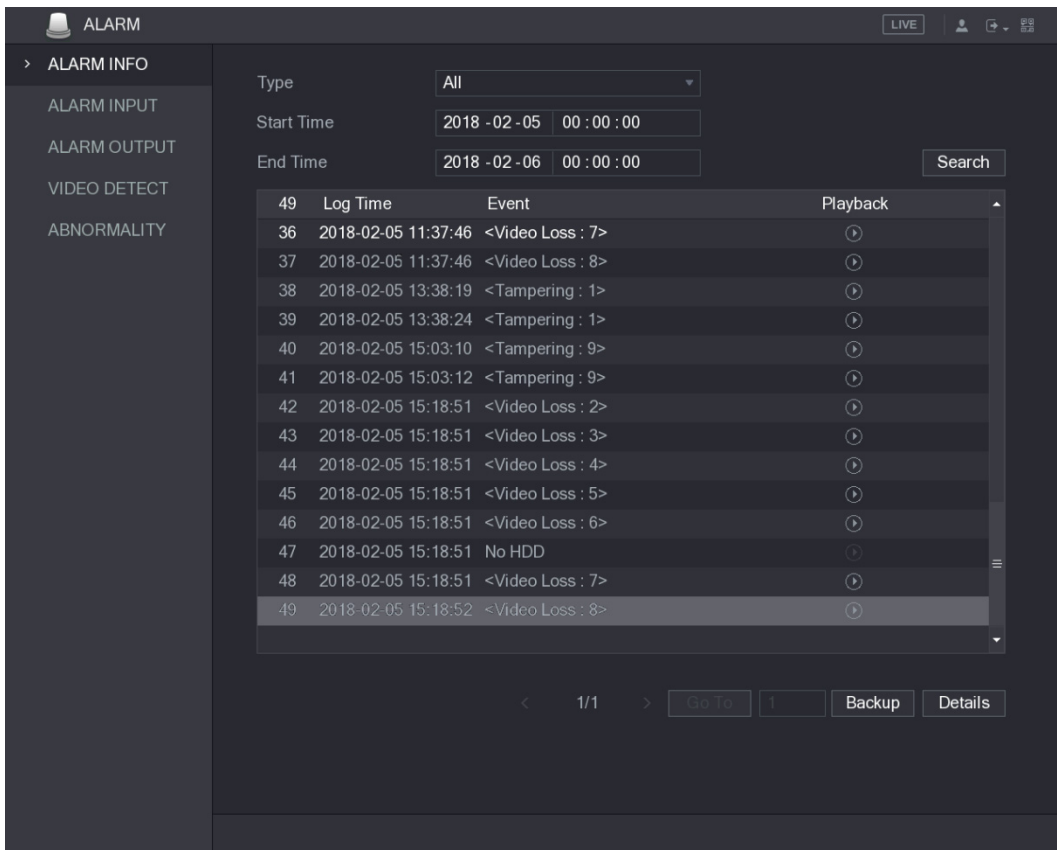 ALARM
LIVE
ALARM INFO
ALARM INPUT
ALARM OUTPUT
VIDEO DETECT
ABNORMALITY
Type All
Start Time 2018 -02 -05 00 : 00 : 00
End Time 2018 -02 -06 00 : 00 : 00
Search
49 Log Time Event Playback
36 2018-02-05 11:37:46 <Video Loss : 7>
37 2018-02-05 11:37:46 <Video Loss : 8>
38 2018-02-05 13:38:19 <Tampering : 1>
39 2018-02-05 13:38:24 <Tampering : 1>
40 2018-02-05 15:03:10 <Tampering : 9>
41 2018-02-05 15:03:12 <Tampering : 9>
42 2018-02-05 15:18:51 <Video Loss : 2>
43 2018-02-05 15:18:51 <Video Loss : 3>
44 2018-02-05 15:18:51 <Video Loss : 4>
45 2018-02-05 15:18:51 <Video Loss : 5>
46 2018-02-05 15:18:51 <Video Loss : 6>
47 2018-02-05 15:18:51 No HDD
48 2018-02-05 15:18:51 <Video Loss : 7>
49 2018-02-05 15:18:52 <Video Loss : 8>
< 1/1 > Go To 1 Backup Details